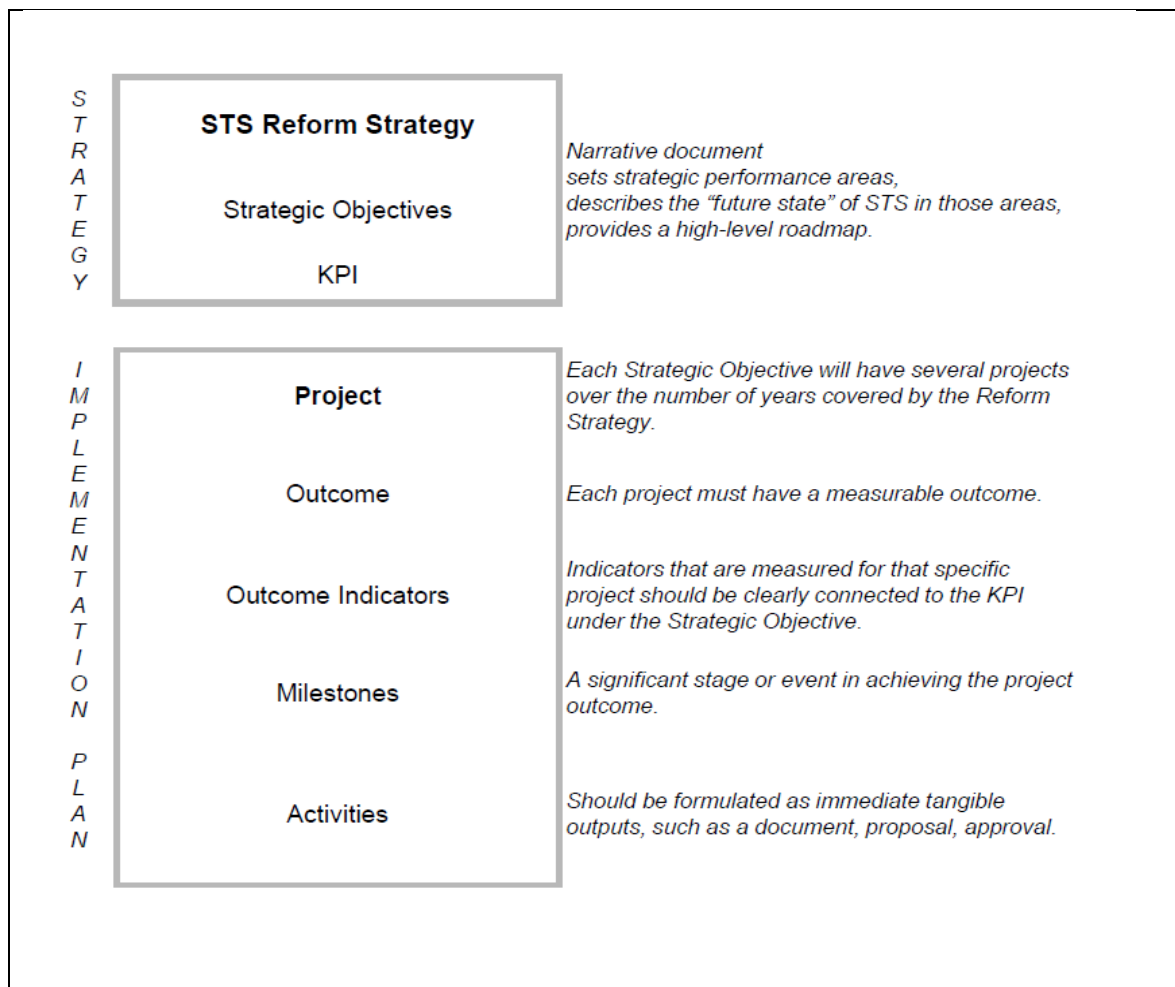 STRATEGY
STS Reform Strategy
Strategic Objectives
KPI
Narrative document
sets strategic performance areas,
describes the “future state” of STS in those areas,
provides a high-level roadmap.
IMPLEMENTATION PLAN
Project
Each Strategic Objective will have several projects
over the number of years covered by the Reform
Strategy.
Outcome
Each project must have a measurable outcome.
Outcome Indicators
Indicators that are measured for that specific
project should be clearly connected to the KPI
under the Strategic Objective.
Milestones
A significant stage or event in achieving the project
outcome.
Activities
Should be formulated as immediate tangible
outputs, such as a document, proposal, approval.